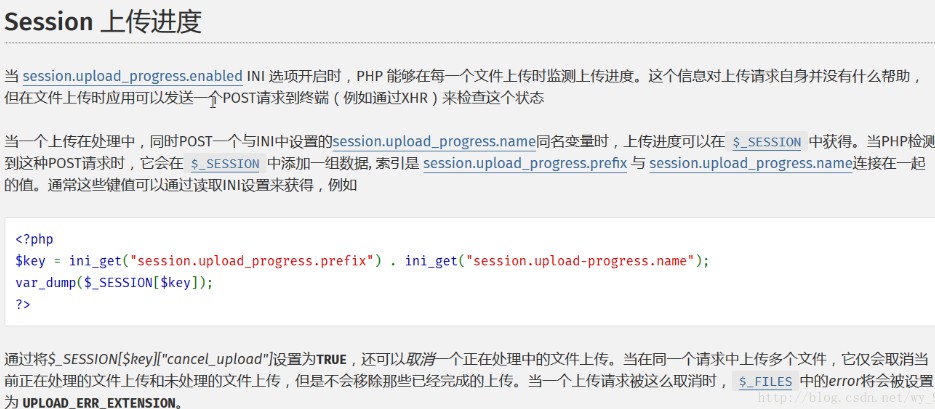 Session 上传进度
当 session.upload_progress.enabled INI 选项开启时，PHP 能够在每一个文件上传时监测上传进度。这个信息对上传请求自身并没有什么帮助，
但在文件上传时应用可以发送一个POST请求到终端（例如通过XHR）来检查这个状态
当一个上传在处理中，同时POST一个与INI中设置的session.upload_progress.name同名变量时，上传进度可以在 $_SESSION 中获得。当PHP检测
到这种POST请求时，它会在 $_SESSION 中添加一组数据, 索引是 session.upload_progress.prefix 与 session.upload_progress.name连接在一起
的值。通常这些键值可以通过读取INI设置来获得，例如
<?php
$key = ini_get("session.upload_progress.prefix") . ini_get("session.upload-progress.name");
var_dump($_SESSION[$key]);
?>
通过将$_SESSION[$key]["cancel_upload"]设置为TRUE，还可以取消一个正在处理中的文件上传。当在同一个请求中上传多个文件，它仅会取消当
前正在处理的文件上传和未处理的文件上传，但是不会移除那些已经完成的上传。当一个上传请求被这么取消时， $_FILES 中的error将会被设置
为 UPLOAD_ERR_EXTENSION。